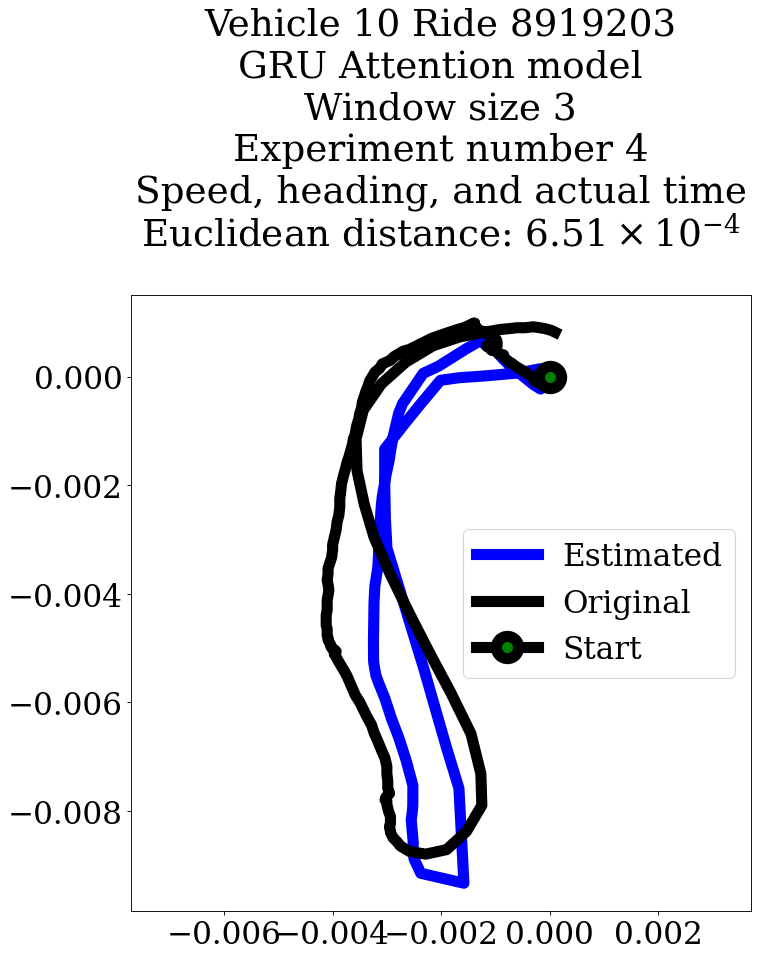 Vehicle 10 Ride 8919203
GRU Attention model
Window size 3
Experiment number 4
Speed, heading, and actual time
Euclidean distance: 6.51 × 10⁻⁴
0.000
−0.002
−0.004
−0.006
−0.008
Estimated
Original
Start
−0.006 −0.004 −0.002 0.000 0.002